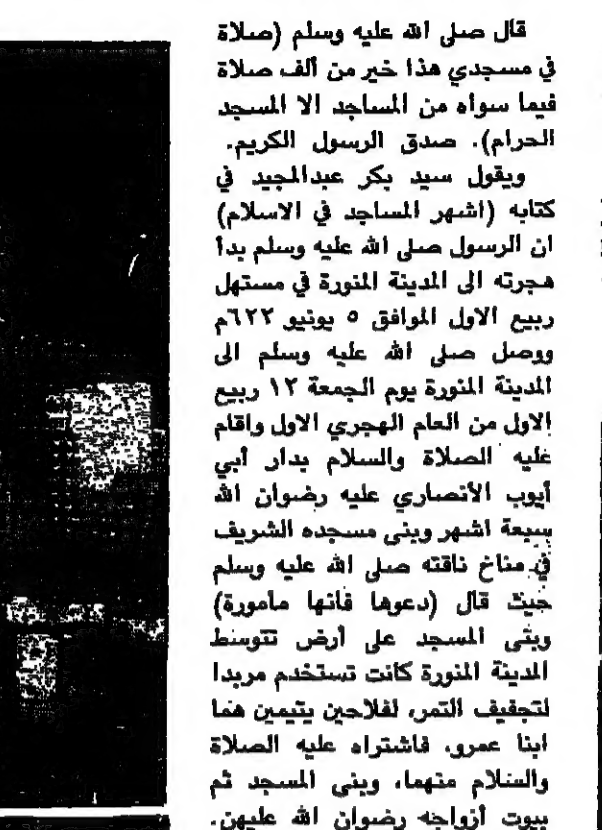 قال صلى الله عليه وسلم (صلاة
في مسجدي هذا خير من ألف صلاة
فيما سواه من المساجد الا المسجد
الحرام). صدق الرسول الكريم.
ويقول سيد بكر عبدالمجيد في
كتابه (اشهر المساجد في الاسلام)
ان الرسول صلى الله عليه وسلم بدأ
هجرته الى المدينة المنورة في مستهل
ربيع الاول الموافق ٥ يونيو ٦٢٢م
ووصل صلى الله عليه وسلم الى
المدينة المنورة يوم الجمعة ١٢ ربيع
الاول من العام الهجري الاول واقام
عليه الصلاة والسلام بدار أبي
أيوب الأنصاري عليه رضوان الله
سبعة اشهر وبنى مسجده الشريف
في مناخ ناقته صلى الله عليه وسلم
حيث قال (دعوها فانها مامورة)
وبنى المسجد على أرض تتوسط
المدينة المنورة كانت تستخدم مربدا
لتجفيف التمر، لفلاحين يتيمين هما
ابنا عمرو، فاشتراه عليه الصلاة
والسلام منهما، وبنى المسجد ثم
بيوت أزواجه رضوان الله عليهن.